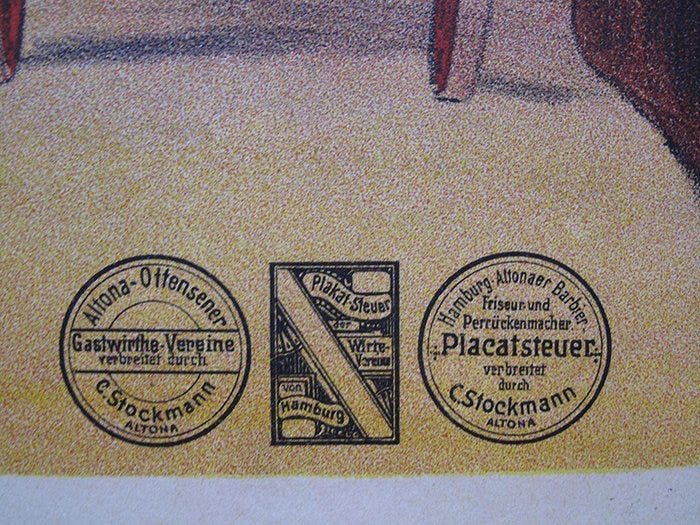 Altona-Ottensener
Gastwirthe-Vereine
verbreitet durch
C. Stockmann
ALTONA
Plakat-Steuer
der
Wirte-
Vereine
von
Hamburg
Hamburg-Altonaer Barbier-
Friseur-und
Perrückenmacher
Placatsteuer
verbreitet
durch
C. Stockmann
ALTONA